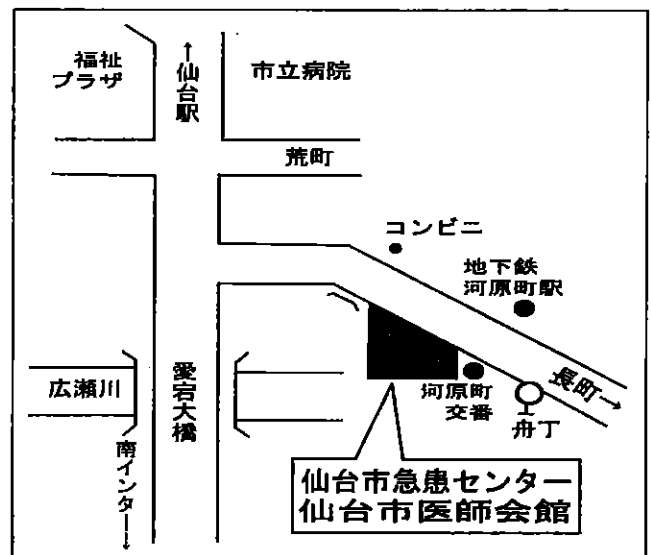 福祉
プラザ
↑仙台駅
市立病院
荒町
コンビニ
地下鉄
河原町駅
広瀬川
愛宕大橋
河原町
交番
舟丁
長町→
南インター→
仙台市急患センター
仙台市医師会館